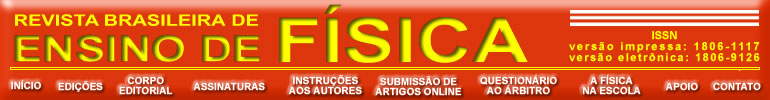 REVISTA BRASILEIRA DE
ENSINO DE FÍSICA
ISSN
versão impressa: 1806-1117
versão eletrônica: 1806-9126
INÍCIO EDIÇÕES CORPO EDITORIAL ASSINATURAS INSTRUÇÕES AOS AUTORES SUBMISSÃO DE ARTIGOS ONLINE QUESTIONÁRIO AO ÁRBITRO A FÍSICA NA ESCOLA APOIO CONTATO